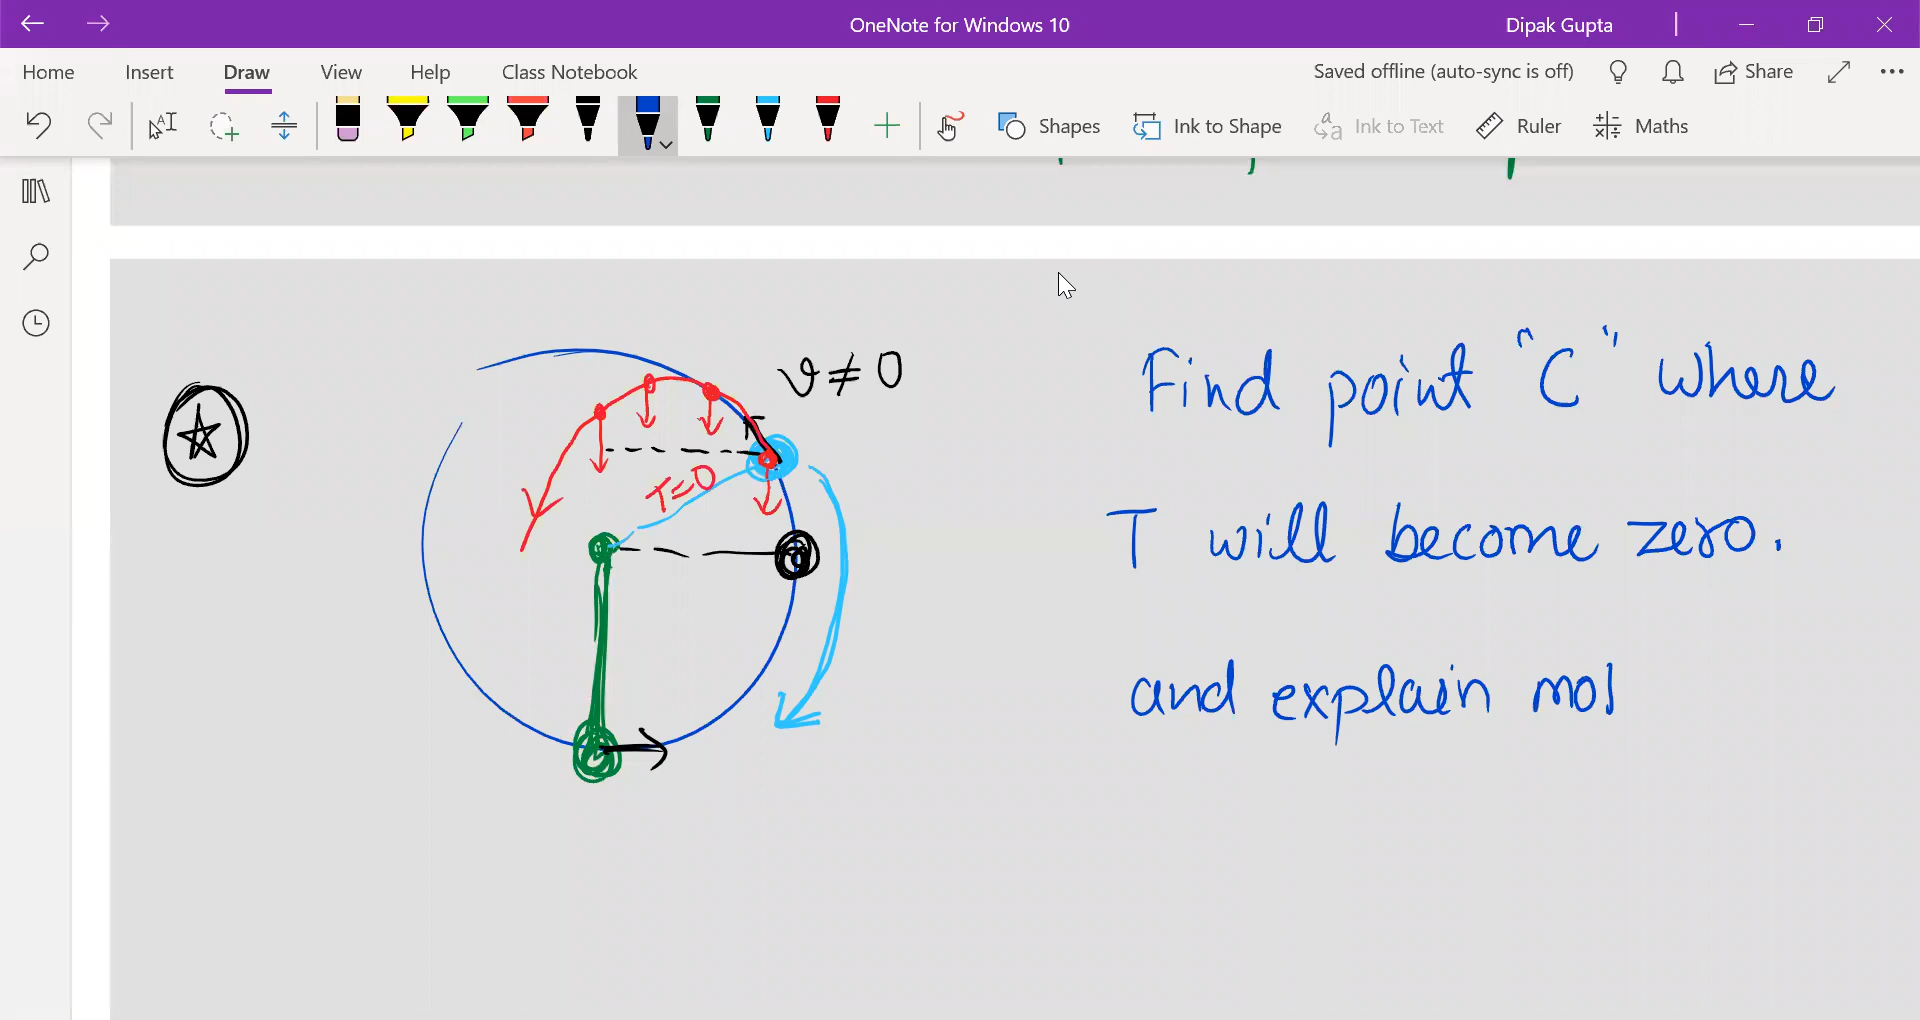 OneNote for Windows 10
Dipak Gupta
Home Insert Draw View Help Class Notebook
Saved offline (auto-sync is off) Share
Shapes Ink to Shape Ink to Text Ruler Maths
v ≠ 0
T=0
Find point "C" where
T will become zero.
and explain